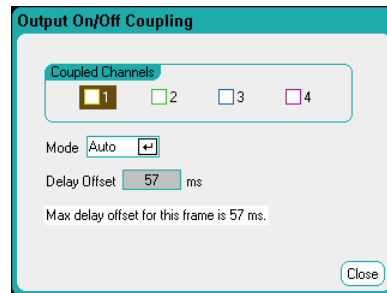 Output On/Off Coupling
Coupled Channels
1 2 3 4
Mode Auto
Delay Offset 57 ms
Max delay offset for this frame is 57 ms.
Close